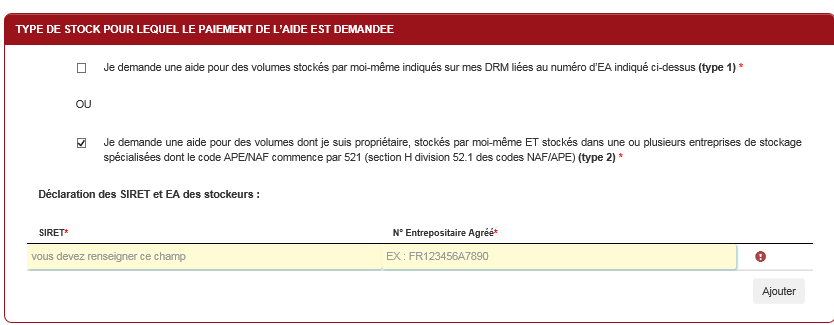 TYPE DE STOCK POUR LEQUEL LE PAIEMENT DE L'AIDE EST DEMANDEE
Je demande une aide pour des volumes stockés par moi-même indiqués sur mes DRM liées au numéro d'EA indiqué ci-dessus (type 1) *
OU
Je demande une aide pour des volumes dont je suis propriétaire, stockés par moi-même ET stockés dans une ou plusieurs entreprises de stockage
spécialisées dont le code APE/NAF commence par 521 (section H division 52.1 des codes NAF/APE) (type 2) *
Déclaration des SIRET et EA des stockeurs :
SIRET* N° Entrepositaire Agréé*
vous devez renseigner ce champ EX : FR123456A7890
Ajouter